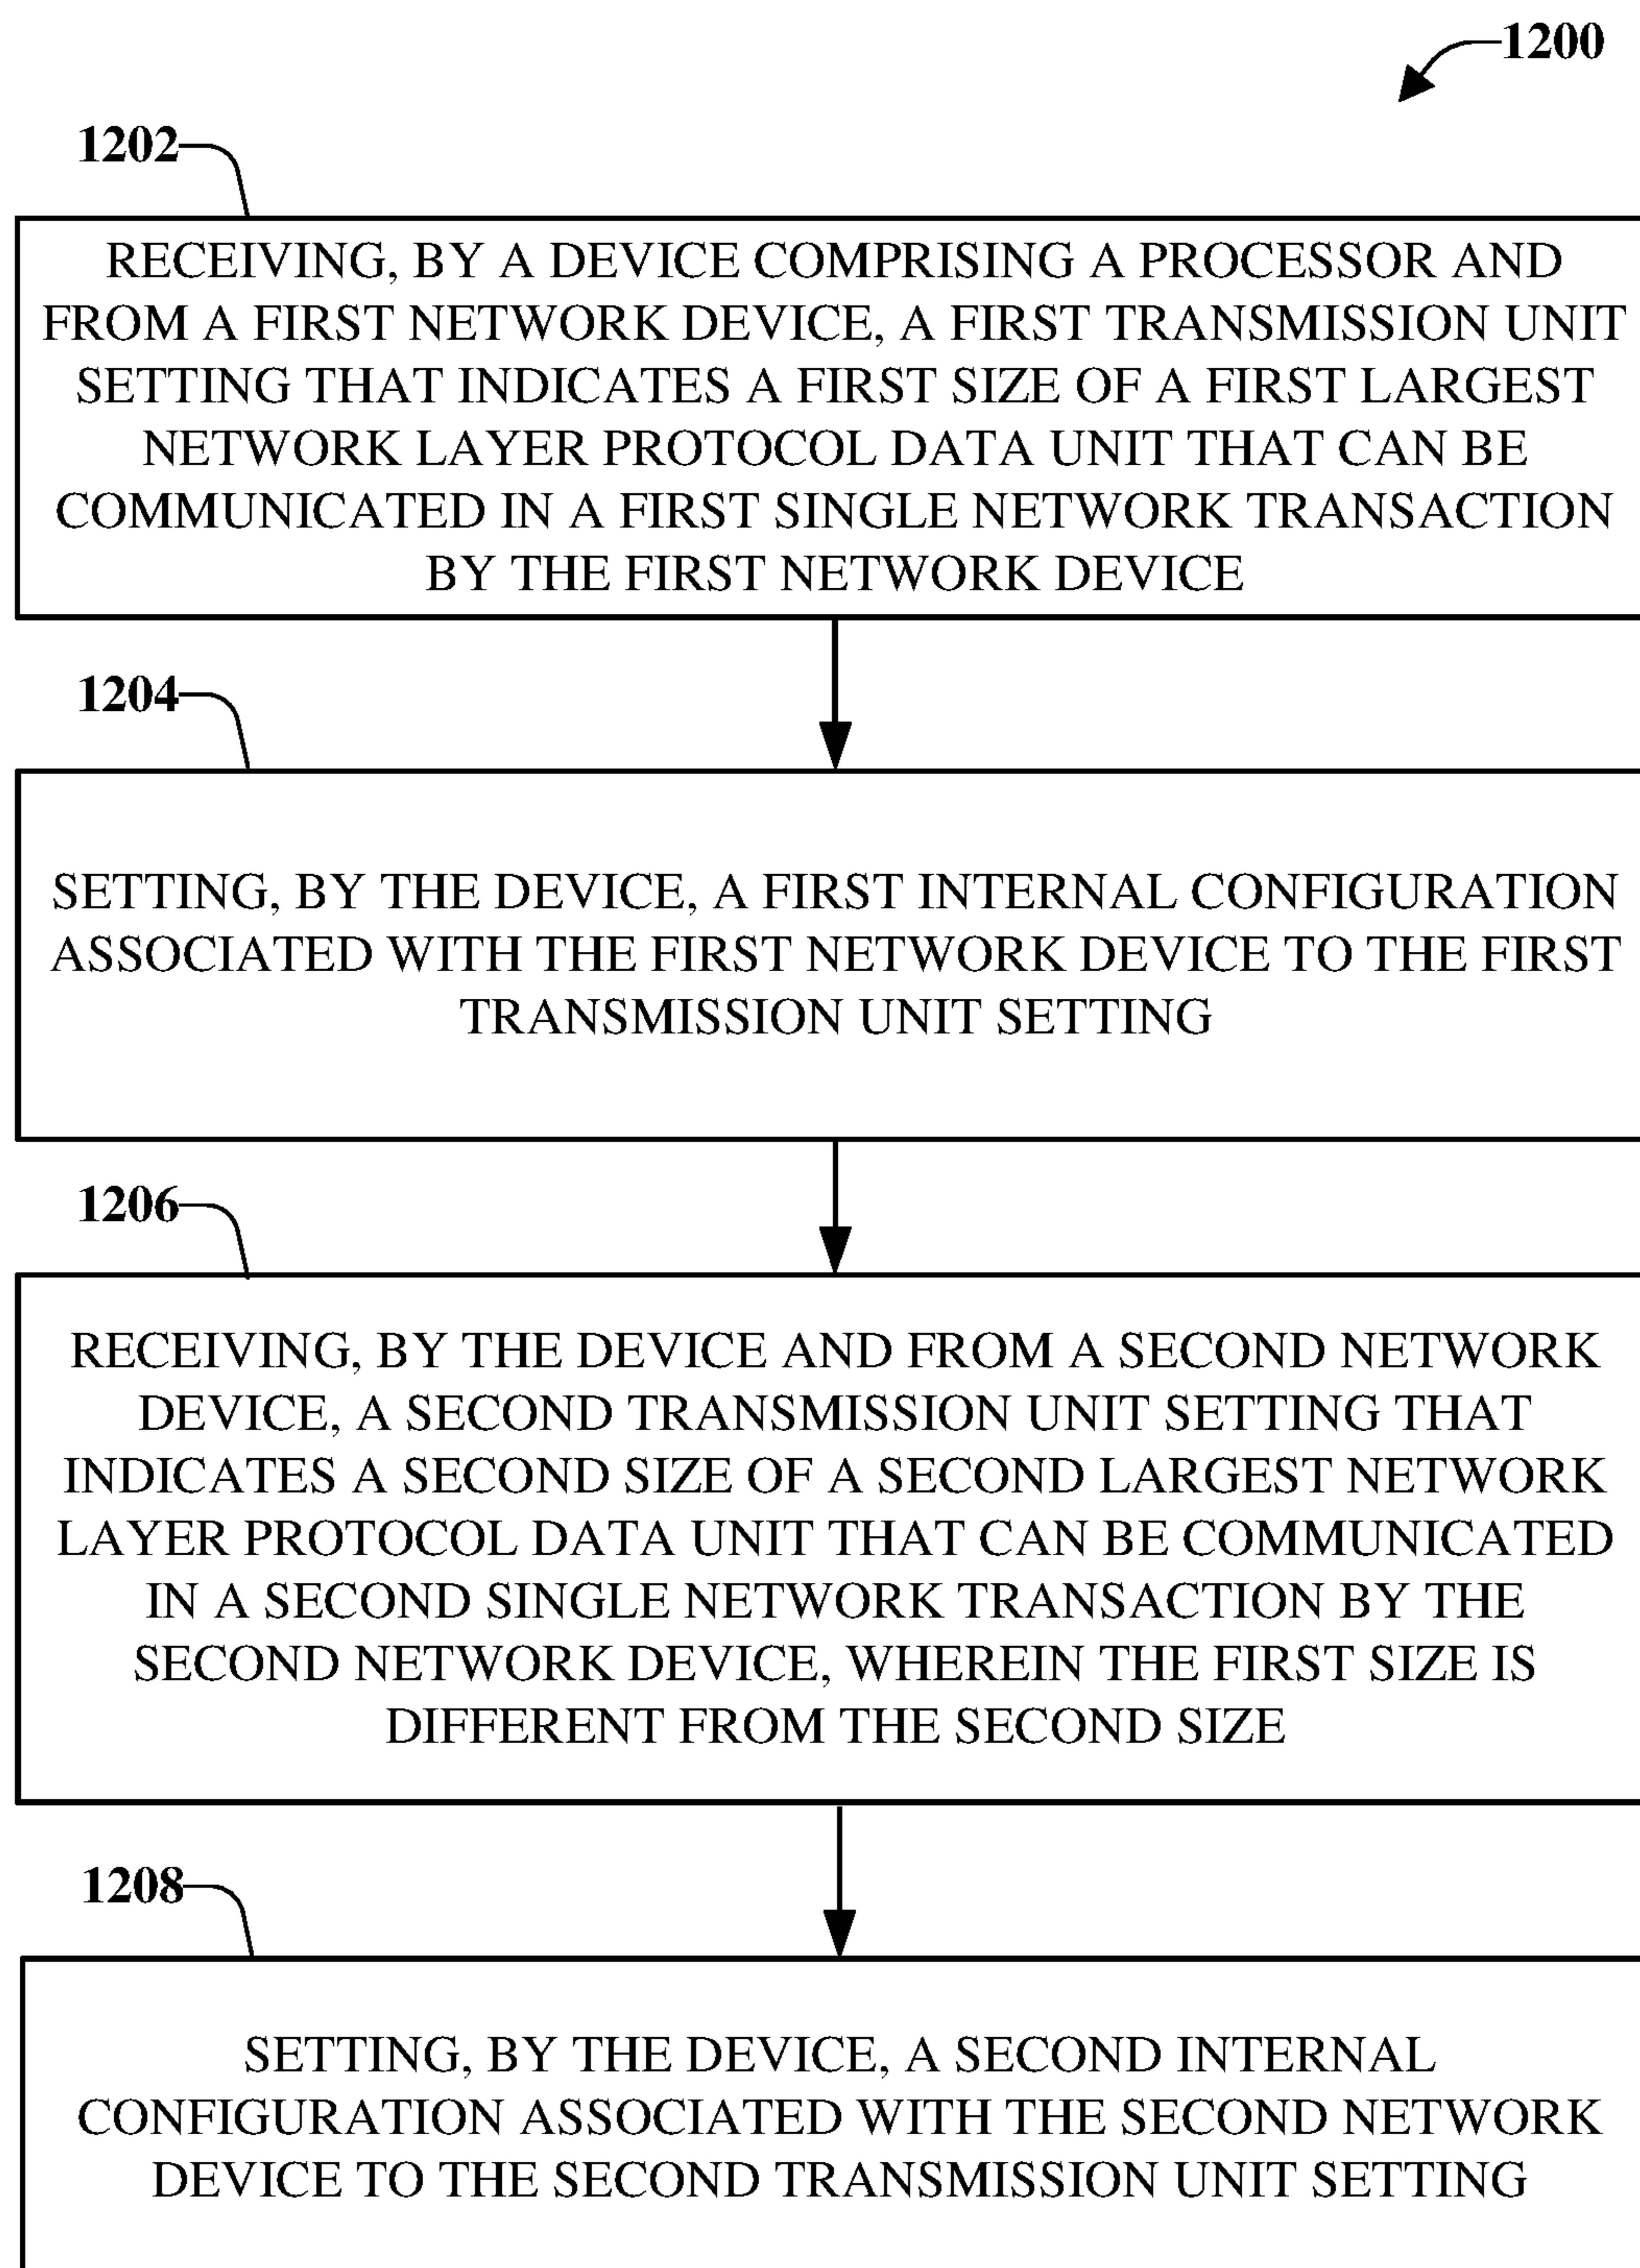 1200
1202
RECEIVING, BY A DEVICE COMPRISING A PROCESSOR AND
FROM A FIRST NETWORK DEVICE, A FIRST TRANSMISSION UNIT
SETTING THAT INDICATES A FIRST SIZE OF A FIRST LARGEST
NETWORK LAYER PROTOCOL DATA UNIT THAT CAN BE
COMMUNICATED IN A FIRST SINGLE NETWORK TRANSACTION
BY THE FIRST NETWORK DEVICE
1204
SETTING, BY THE DEVICE, A FIRST INTERNAL CONFIGURATION
ASSOCIATED WITH THE FIRST NETWORK DEVICE TO THE FIRST
TRANSMISSION UNIT SETTING
1206
RECEIVING, BY THE DEVICE AND FROM A SECOND NETWORK
DEVICE, A SECOND TRANSMISSION UNIT SETTING THAT
INDICATES A SECOND SIZE OF A SECOND LARGEST NETWORK
LAYER PROTOCOL DATA UNIT THAT CAN BE COMMUNICATED
IN A SECOND SINGLE NETWORK TRANSACTION BY THE
SECOND NETWORK DEVICE, WHEREIN THE FIRST SIZE IS
DIFFERENT FROM THE SECOND SIZE
1208
SETTING, BY THE DEVICE, A SECOND INTERNAL
CONFIGURATION ASSOCIATED WITH THE SECOND NETWORK
DEVICE TO THE SECOND TRANSMISSION UNIT SETTING